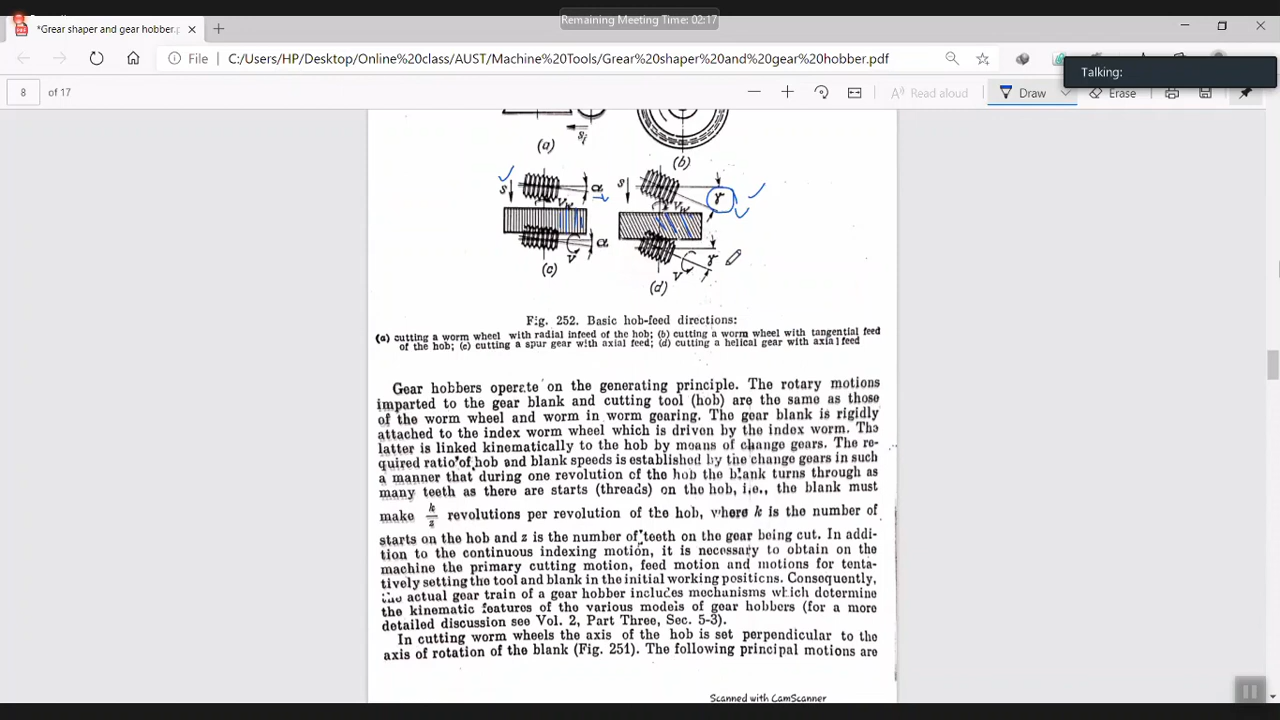 Remaining Meeting Time: 02:17
*Grear shaper and gear hobber.p
File C:/Users/HP/Desktop/Online%20class/AUST/Machine%20Tools/Grear%20shaper%20and%20gear%20hobber.pdf
Talking:
8 of 17
Read aloud Draw Erase
(a) (b)
(c) (d)
Fig. 252. Basic hob-feed directions:
(a) cutting a worm wheel with radial infeed of the hob; (b) cutting a worm wheel with tangential feed
of the hob; (c) cutting a spur gear with axial feed; (d) cutting a helical gear with axial feed
Gear hobbers operate on the generating principle. The rotary motions
imparted to the gear blank and cutting tool (hob) are the same as those
of the worm wheel and worm in worm gearing. The gear blank is rigidly
attached to the index worm wheel which is driven by the index worm. The
latter is linked kinematically to the hob by means of change gears. The re-
quired ratio of hob and blank speeds is established by the change gears in such
a manner that during one revolution of the hob the blank turns through as
many teeth as there are starts (threads) on the hob, i.e., the blank must
make k/z revolutions per revolution of the hob, where k is the number of
starts on the hob and z is the number of teeth on the gear being cut. In addi-
tion to the continuous indexing motion, it is necessary to obtain on the
machine the primary cutting motion, feed motion and motions for tenta-
tively setting the tool and blank in the initial working positions. Consequently,
the actual gear train of a gear hobber includes mechanisms which determine
the kinematic features of the various models of gear hobbers (for a more
detailed discussion see Vol. 2, Part Three, Sec. 5-3).
In cutting worm wheels the axis of the hob is set perpendicular to the
axis of rotation of the blank (Fig. 251). The following principal motions are
Scanned with CamScanner